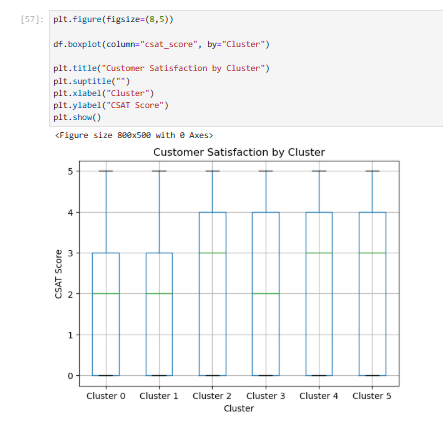 [57]: plt.figure(figsize=(8,5))
df.boxplot(column="csat_score", by="Cluster")
plt.title("Customer Satisfaction by Cluster")
plt.suptitle("")
plt.xlabel("Cluster")
plt.ylabel("CSAT Score")
plt.show()
<Figure size 800x500 with 0 Axes>
Customer Satisfaction by Cluster
5
4
3
2
1
0
CSAT Score
Cluster 0 Cluster 1 Cluster 2 Cluster 3 Cluster 4 Cluster 5
Cluster